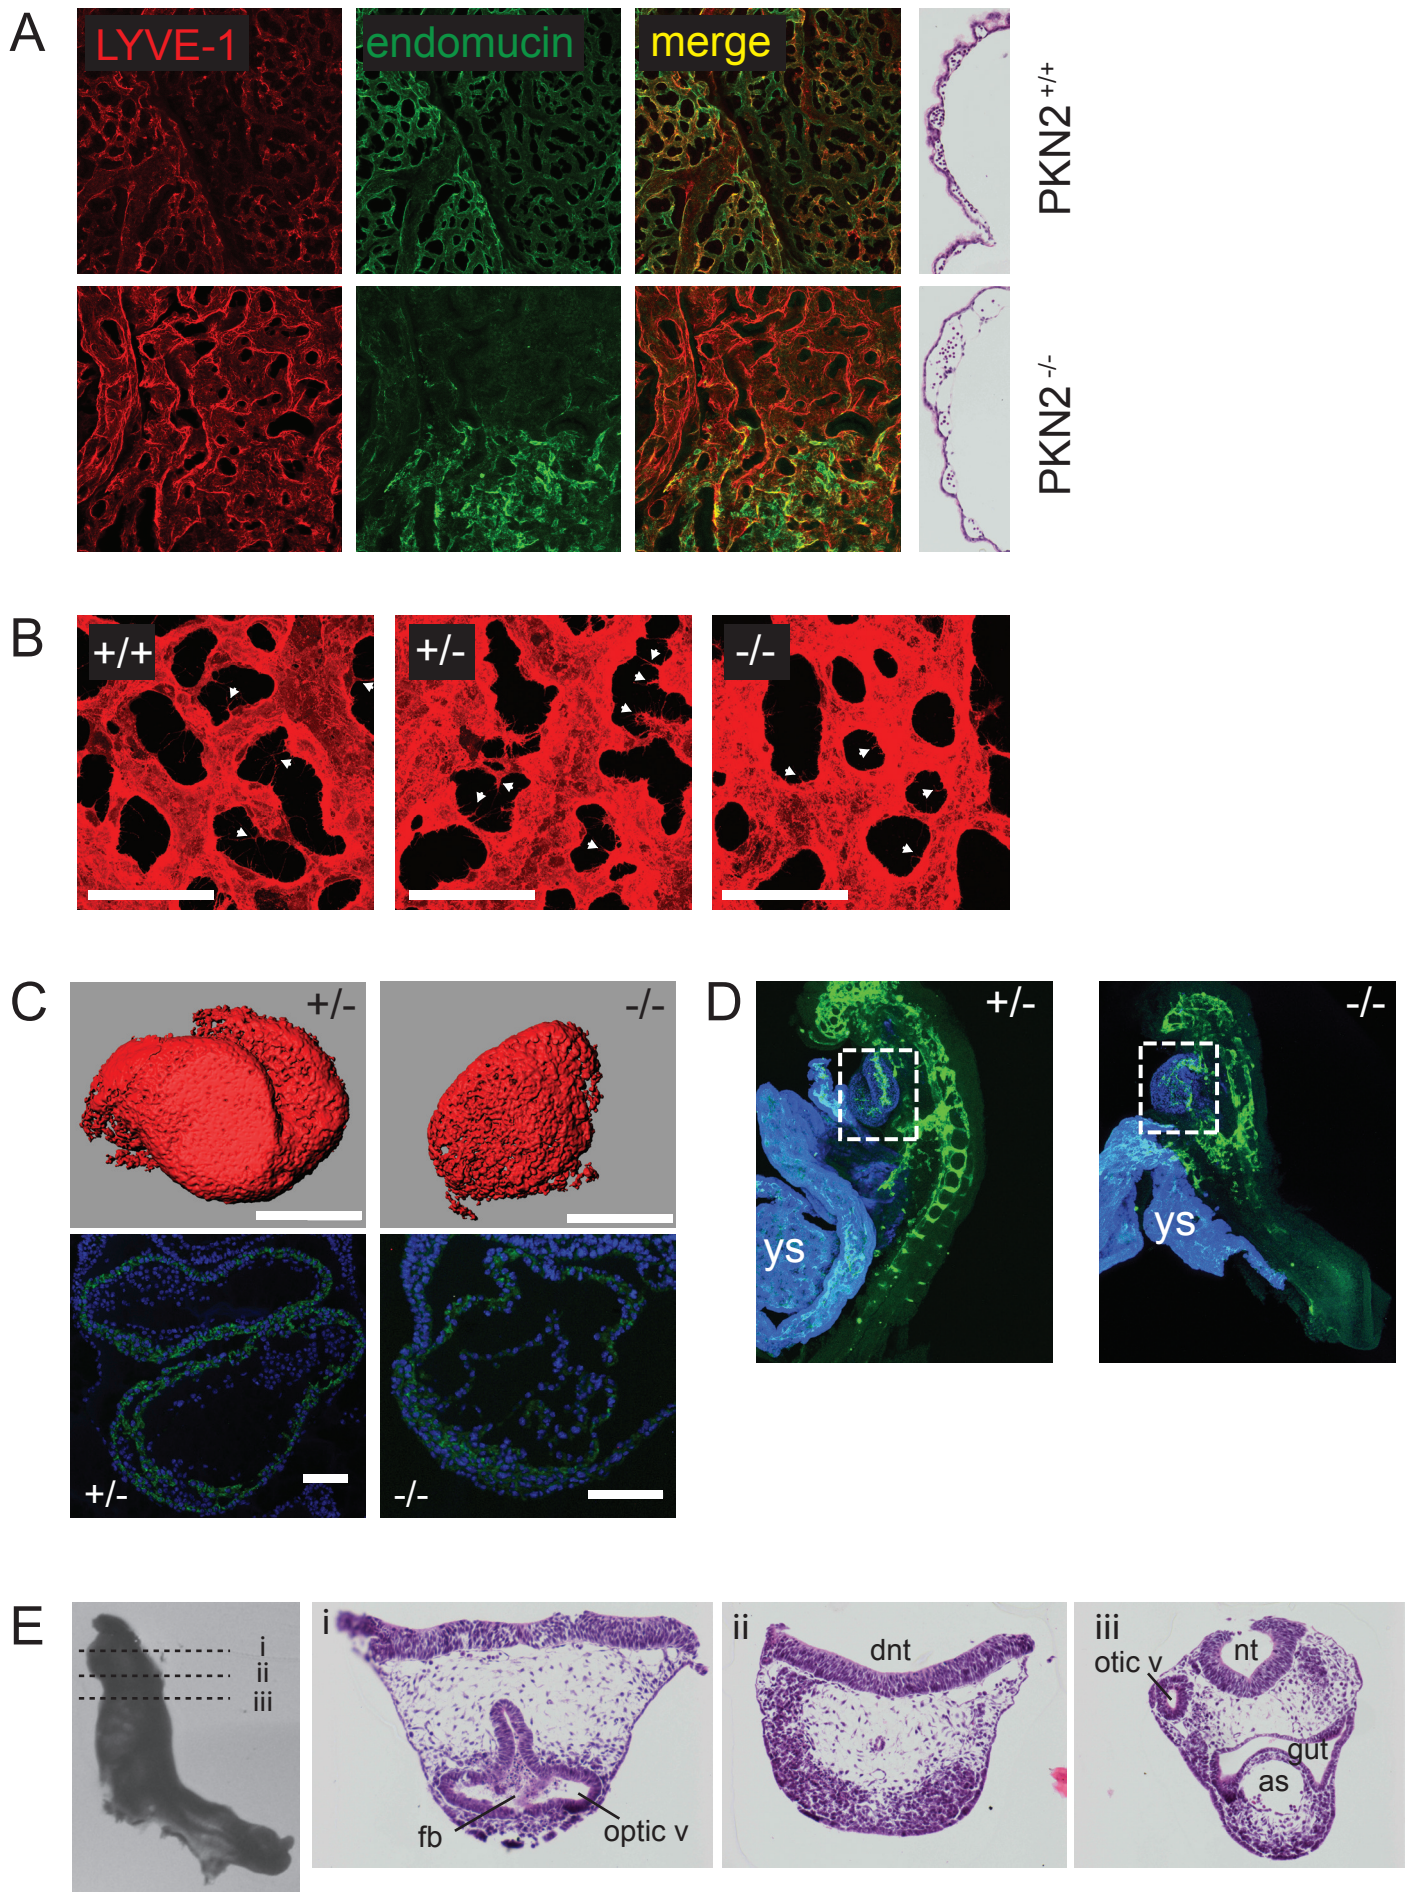 A
LYVE-1
endomucin
merge
PKN2 +/+
PKN2 -/-
B
+/+
+/-
-/-
C
+/-
-/-
+/-
-/-
D
+/-
-/-
ys
ys
E
i
ii
iii
i
fb
optic v
ii
dnt
iii
otic v
nt
gut
as